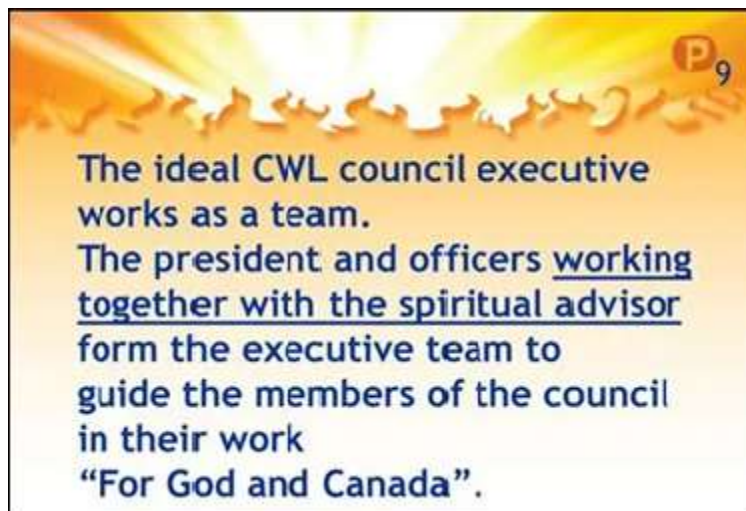 P9
The ideal CWL council executive
works as a team.
The president and officers working
together with the spiritual advisor
form the executive team to
guide the members of the council
in their work
“For God and Canada”.